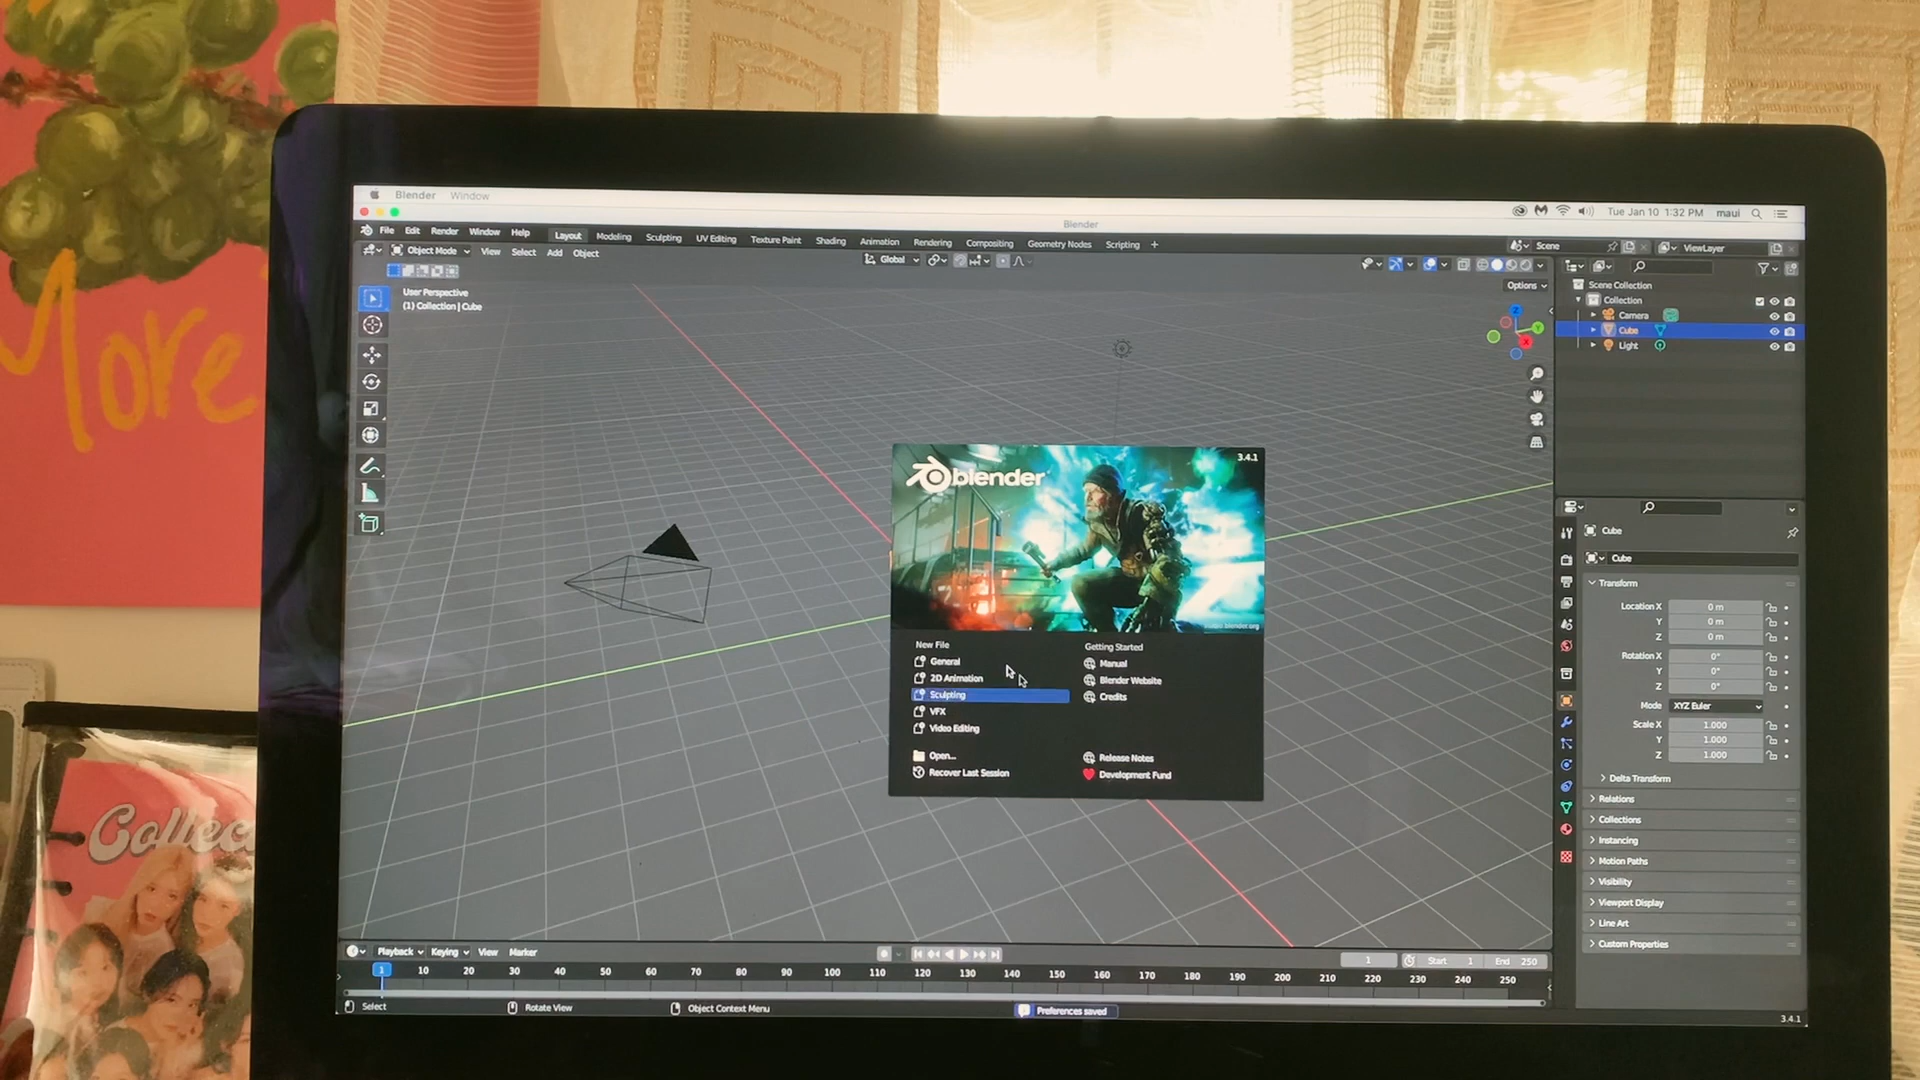 More
Collec
Blender Window
Tue Jan 10 1:32 PM maui
Blender
File Edit Render Window Help Layout Modeling Sculpting UV Editing Texture Paint Shading Animation Rendering Compositing Geometry Nodes Scripting +
Scene
ViewLayer
Object Mode View Select Add Object
Global
Options
User Perspective
(1) Collection | Cube
Z
Y
X
Scene Collection
Collection
Camera
Cube
Light
blender
3.4.1
New File
General
2D Animation
Sculpting
VFX
Video Editing
Open...
Recover Last Session
Getting Started
Manual
Blender Website
Credits
Release Notes
Development Fund
Cube
Cube
Transform
Location X 0 m
Y 0 m
Z 0 m
Rotation X 0°
Y 0°
Z 0°
Mode XYZ Euler
Scale X 1.000
Y 1.000
Z 1.000
Delta Transform
Relations
Collections
Instancing
Motion Paths
Visibility
Viewport Display
Line Art
Custom Properties
Playback Keying View Marker
1 Start 1 End 250
1 10 20 30 40 50 60 70 80 90 100 110 120 130 140 150 160 170 180 190 200 210 220 230 240 250
Select Rotate View Object Context Menu Preferences saved
3.4.1